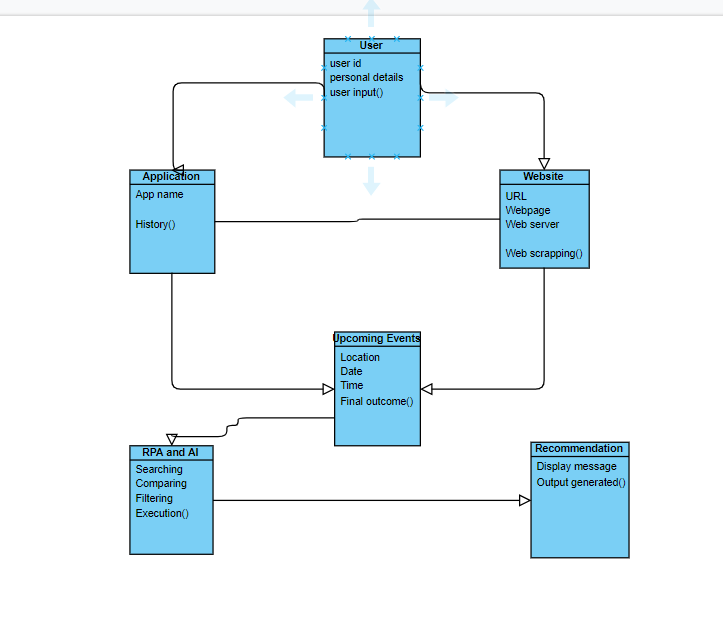 User
user id
personal details
user input()
Application
App name
History()
Website
URL
Webpage
Web server
Web scrapping()
Upcoming Events
Location
Date
Time
Final outcome()
RPA and AI
Searching
Comparing
Filtering
Execution()
Recommendation
Display message
Output generated()